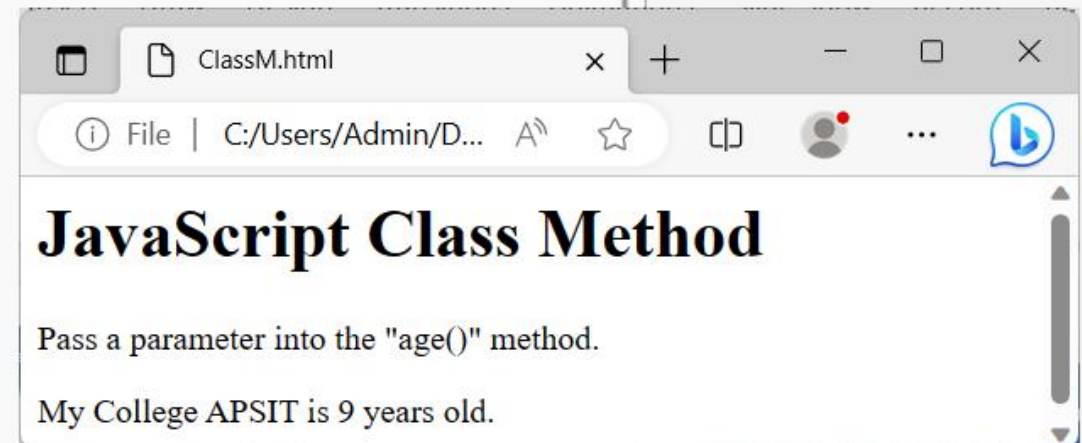 ClassM.html
File | C:/Users/Admin/D...
JavaScript Class Method
Pass a parameter into the "age()" method.
My College APSIT is 9 years old.